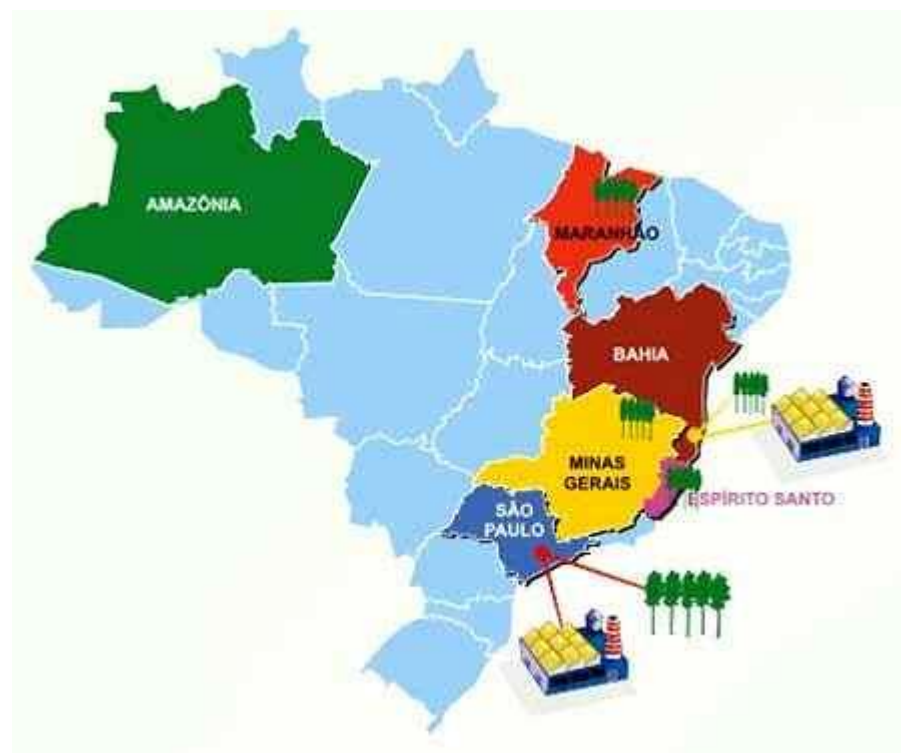 AMAZÔNIA
MARANHÃO
BAHIA
MINAS
GERAIS
ESPÍRITO SANTO
SÃO
PAULO